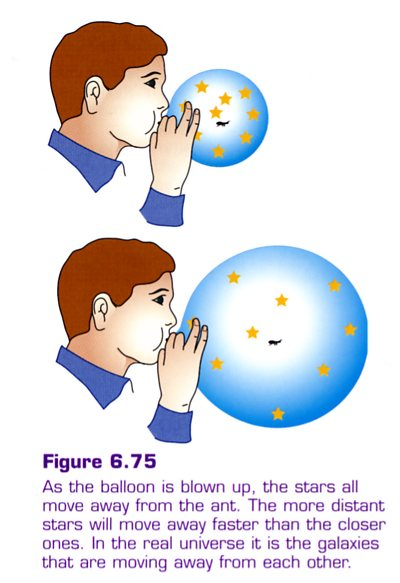 Figure 6.75
As the balloon is blown up, the stars all
move away from the ant. The more distant
stars will move away faster than the closer
ones. In the real universe it is the galaxies
that are moving away from each other.